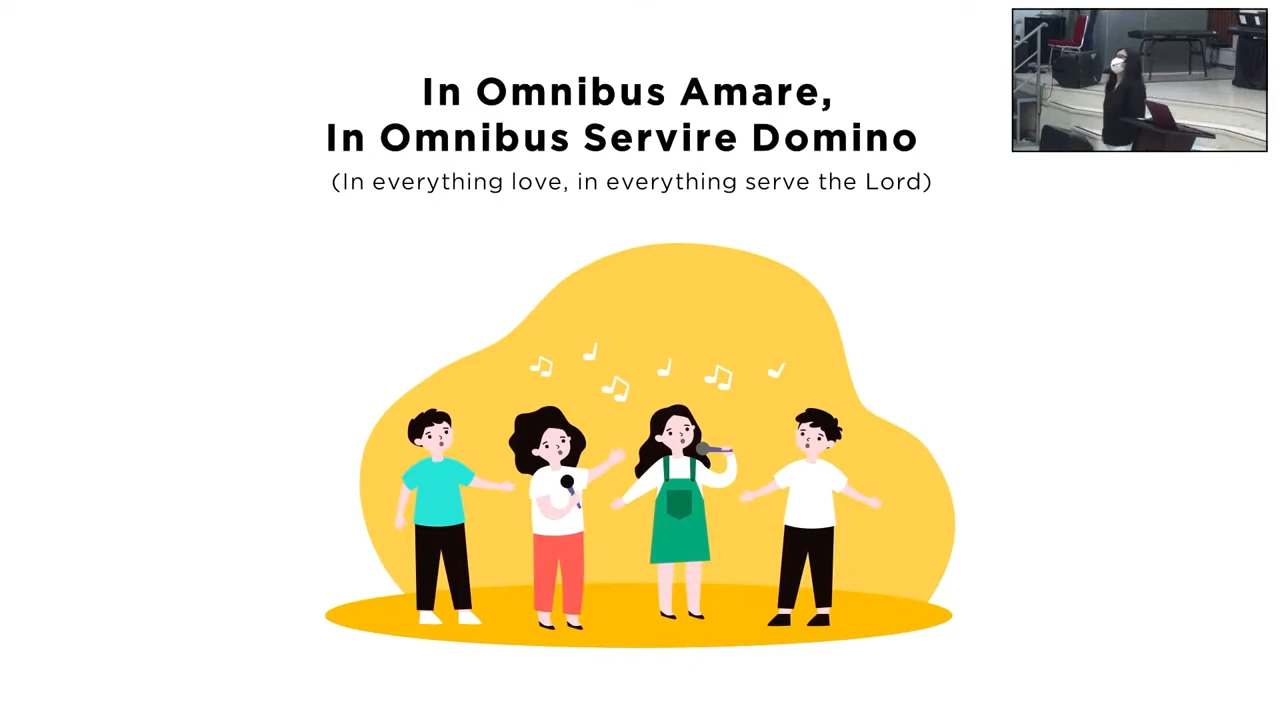 In Omnibus Amare,
In Omnibus Servire Domino
(In everything love, in everything serve the Lord)